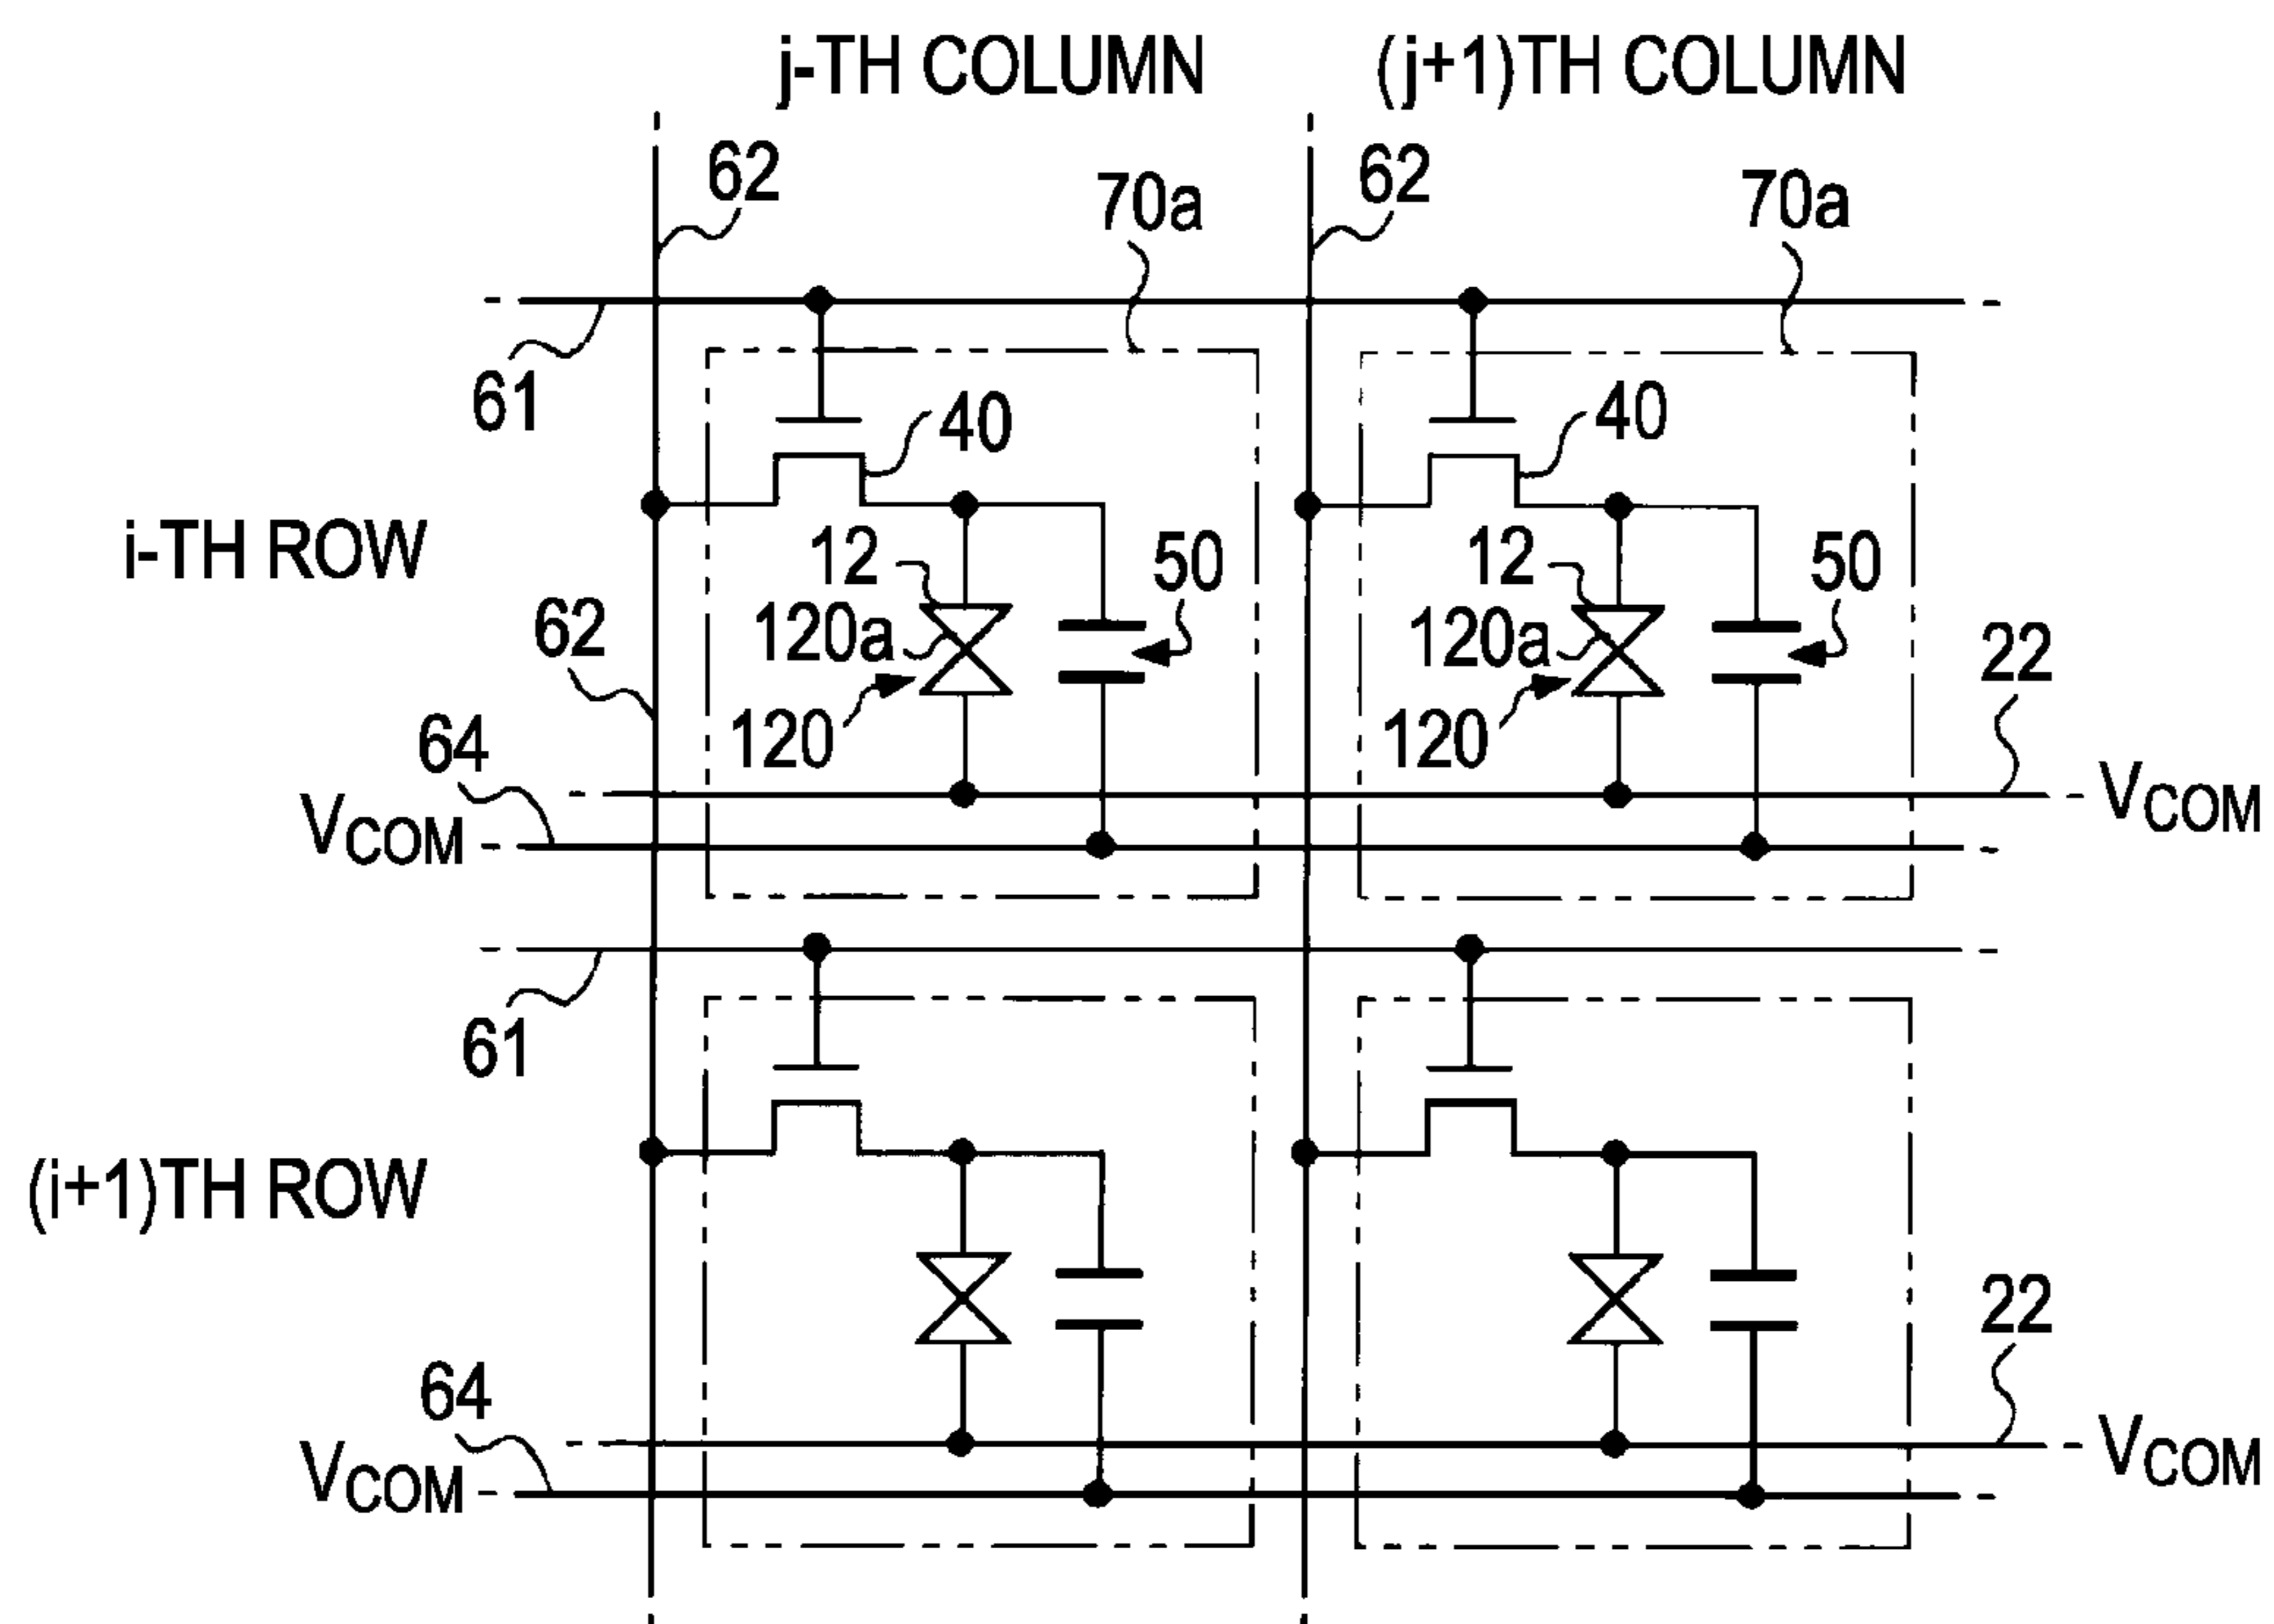 j-TH COLUMN
(j+1)TH COLUMN
62
70a
62
70a
61
40
40
i-TH ROW
12
50
12
50
62
120a
120a
22
120
120
64
VCOM
VCOM
61
(i+1)TH ROW
22
64
VCOM
VCOM